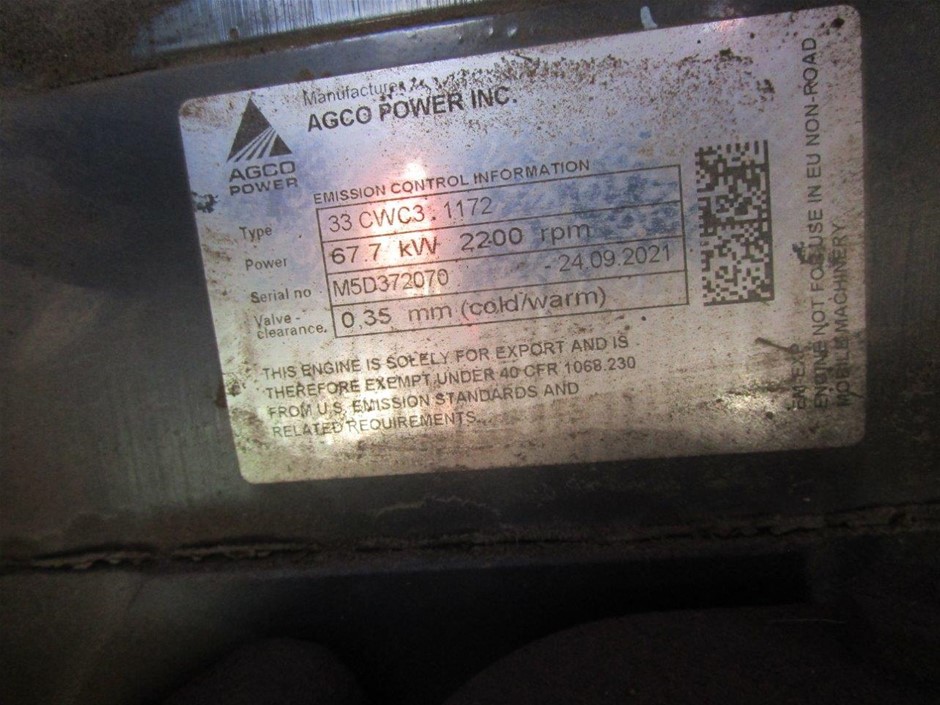 Manufacturer
AGCO POWER INC.
AGCO
POWER
EMISSION CONTROL INFORMATION
Type 33 CWC3 . 1172
Power 67.7 kW 2200 rpm
Serial no M5D372070 24.09.2021
Valve - clearance. 0,35 mm (cold/warm)
THIS ENGINE IS SOLELY FOR EXPORT AND IS
THEREFORE EXEMPT UNDER 40 CFR 1068.230
FROM U.S. EMISSION STANDARDS AND
RELATED REQUIREMENTS.
EM-EXP
ENGINE NOT FOR USE IN EU NON-ROAD
MOBILE MACHINERY